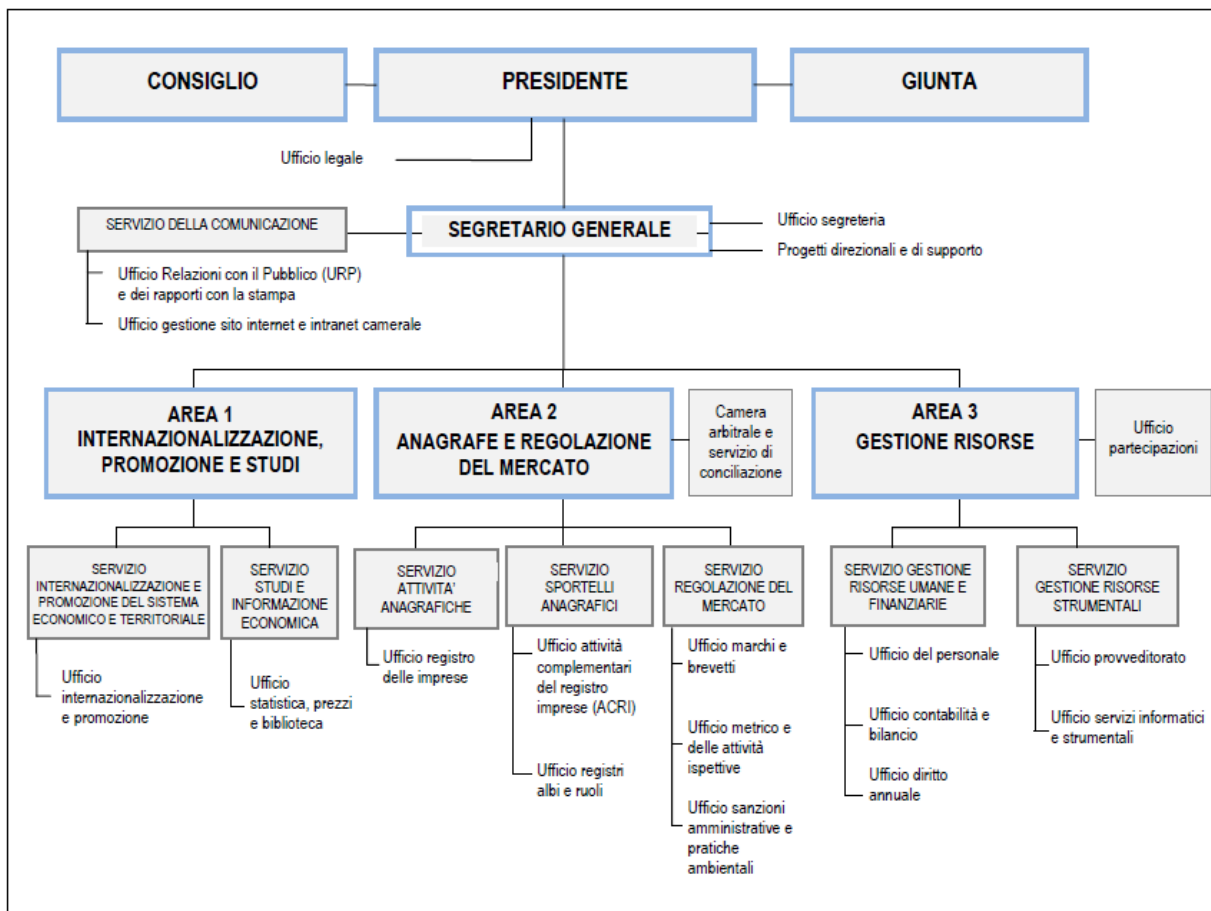 CONSIGLIO
PRESIDENTE
GIUNTA
Ufficio legale
SERVIZIO DELLA COMUNICAZIONE
SEGRETARIO GENERALE
Ufficio segreteria
Progetti direzionali e di supporto
Ufficio Relazioni con il Pubblico (URP)
e dei rapporti con la stampa
Ufficio gestione sito internet e intranet camerale
AREA 1
INTERNAZIONALIZZAZIONE,
PROMOZIONE E STUDI
AREA 2
ANAGRAFE E REGOLAZIONE
DEL MERCATO
Camera
arbitrale e
servizio di
conciliazione
AREA 3
GESTIONE RISORSE
Ufficio
partecipazioni
SERVIZIO
INTERNAZIONALIZZAZIONE E
PROMOZIONE DEL SISTEMA
ECONOMICO E TERRITORIALE
SERVIZIO
STUDI E
INFORMAZIONE
ECONOMICA
SERVIZIO
ATTIVITA'
ANAGRAFICHE
SERVIZIO
SPORTELLI
ANAGRAFICI
SERVIZIO
REGOLAZIONE DEL
MERCATO
SERVIZIO GESTIONE
RISORSE UMANE E
FINANZIARIE
SERVIZIO
GESTIONE RISORSE
STRUMENTALI
Ufficio
internazionalizzazione
e promozione
Ufficio
statistica, prezzi
e biblioteca
Ufficio registro
delle imprese
Ufficio attività
complementari
del registro
imprese (ACRI)
Ufficio registri
albi e ruoli
Ufficio marchi e
brevetti
Ufficio metrico e
delle attività
ispettive
Ufficio sanzioni
amministrative e
pratiche
ambientali
Ufficio del personale
Ufficio contabilità e
bilancio
Ufficio diritto
annuale
Ufficio provveditorato
Ufficio servizi informatici
e strumentali